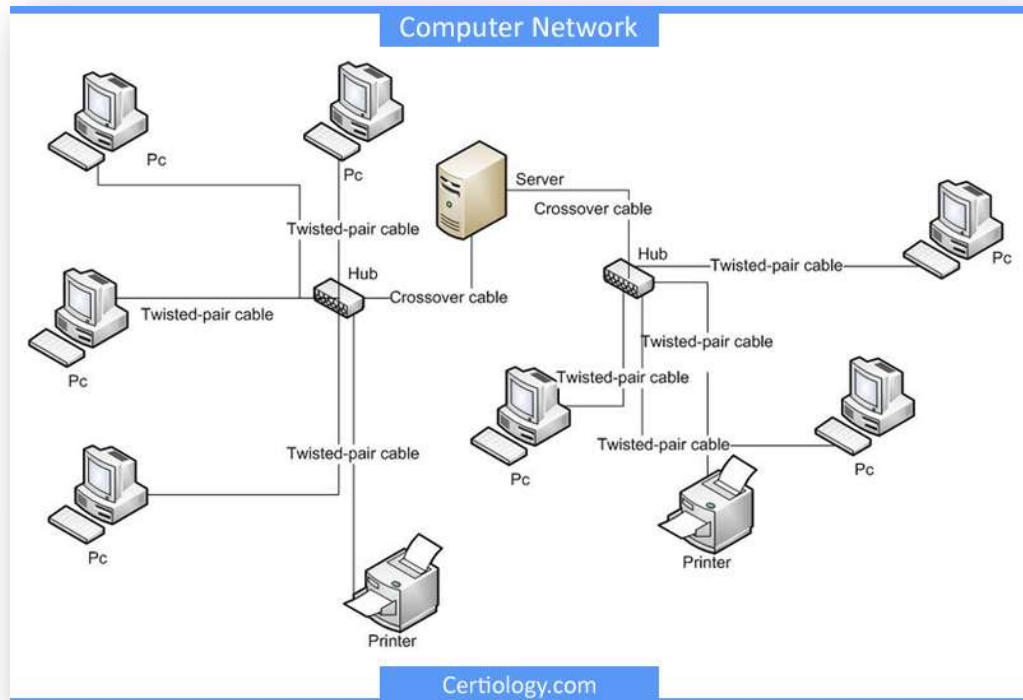 Computer Network
Pc
Pc
Server
Crossover cable
Twisted-pair cable
Hub
Hub
Twisted-pair cable
Pc
Crossover cable
Twisted-pair cable
Pc
Twisted-pair cable
Twisted-pair cable
Twisted-pair cable
Twisted-pair cable
Pc
Pc
Pc
Printer
Printer
Certiology.com